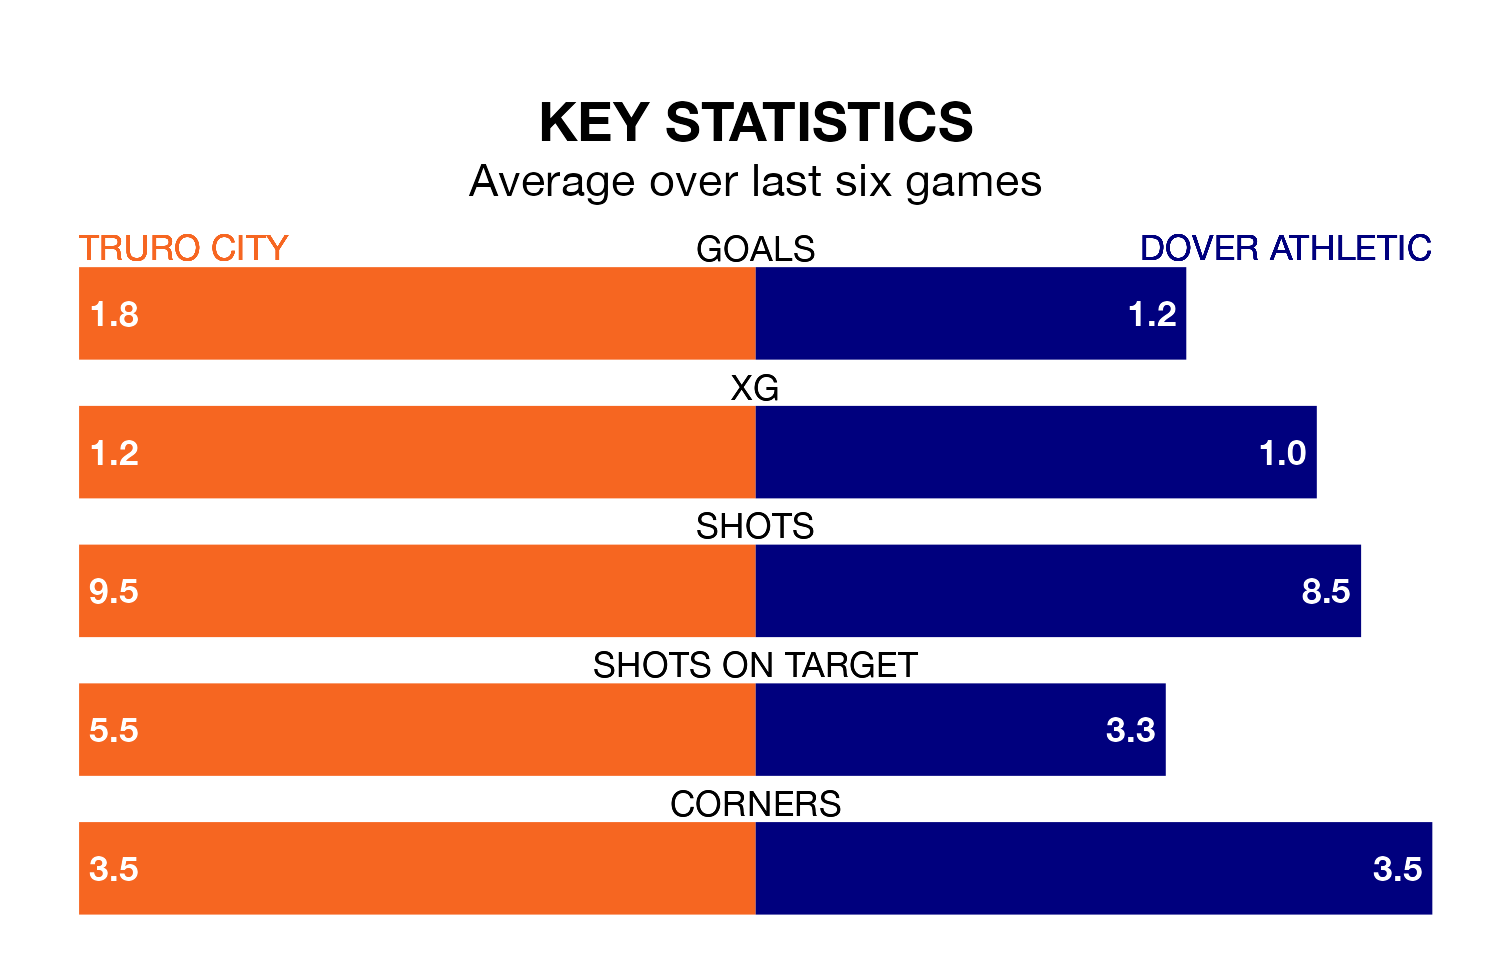 KEY STATISTICS
Average over last six games
TRURO CITY GOALS DOVER ATHLETIC
1.8 1.2
XG
1.2 1.0
SHOTS
9.5 8.5
SHOTS ON TARGET
5.5 3.3
CORNERS
3.5 3.5